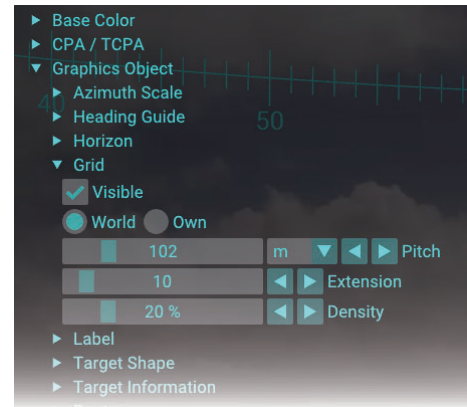 Base Color
CPA / TCPA
Graphics Object
Azimuth Scale
40
Heading Guide
50
Horizon
Grid
Visible
World Own
102 m Pitch
10 Extension
20 % Density
Label
Target Shape
Target Information